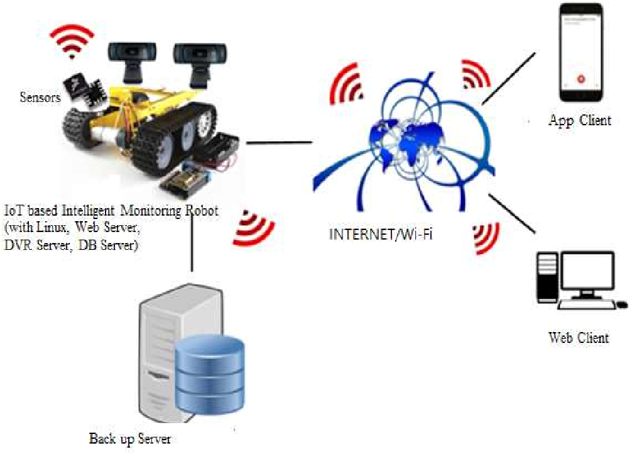 Sensors
App Client
IoT based Intelligent Monitoring Robot
(with Linux, Web Server,
DVR Server, DB Server)
INTERNET/Wi-Fi
Web Client
Back up Server